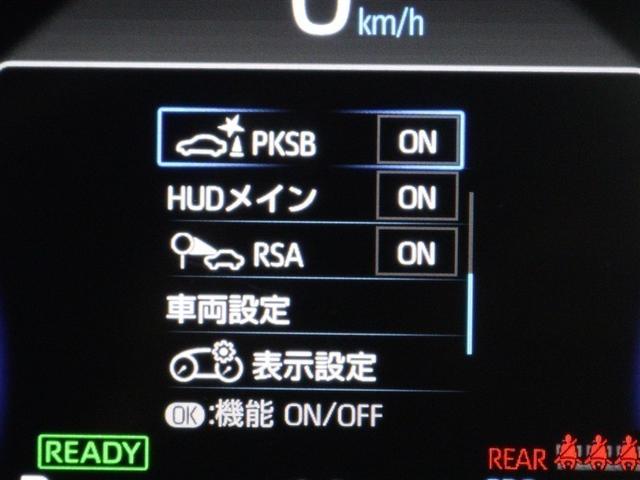 0 km/h
PKSB ON
HUDメイン ON
RSA ON
車両設定
表示設定
OK:機能 ON/OFF
READY
REAR